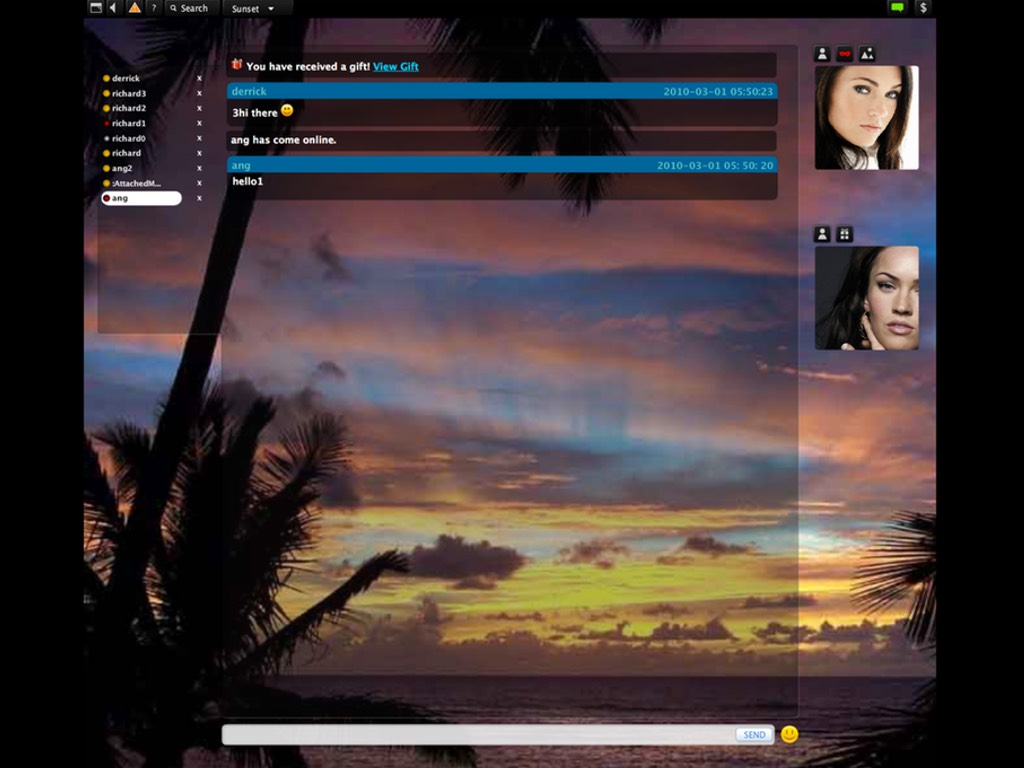 ? Search Sunset $
You have received a gift! View Gift
derrick 2010-03-01 05:50:23
3hi there
ang has come online.
ang 2010-03-01 05: 50: 20
hello1
derrick x
richard3 x
richard2 x
richard1 x
richard0 x
richard x
ang2 x
:AttachedM... x
ang x
SEND